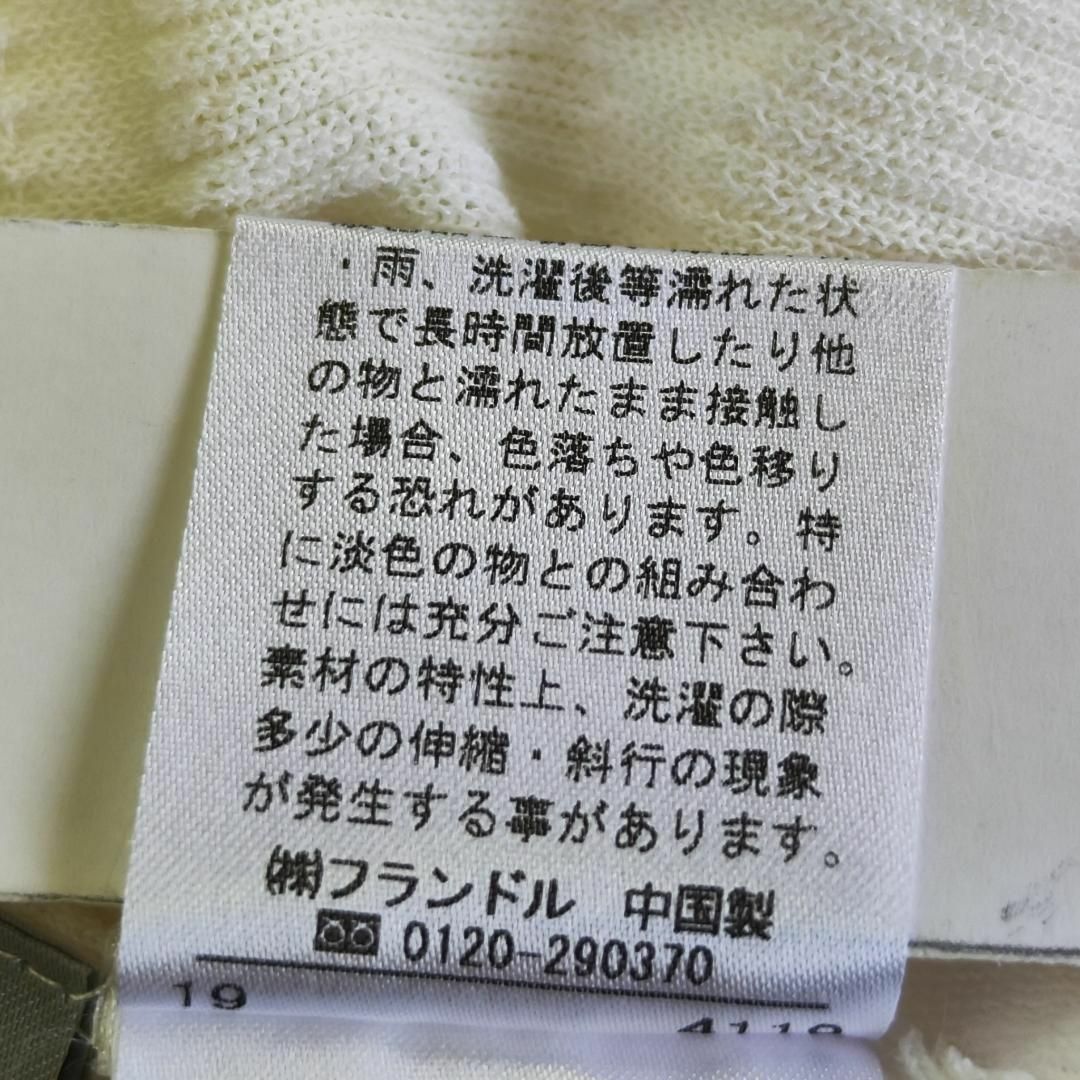 ・雨、洗濯後等濡れた状
態で長時間放置したり他
の物と濡れたまま接触し
た場合、色落ちや色移り
する恐れがあります。特
に淡色の物との組み合わ
せには充分ご注意下さい。
素材の特性上、洗濯の際
多少の伸縮・斜行の現象
が発生する事があります。
㈱フランドル 中国製
0120-290370
19